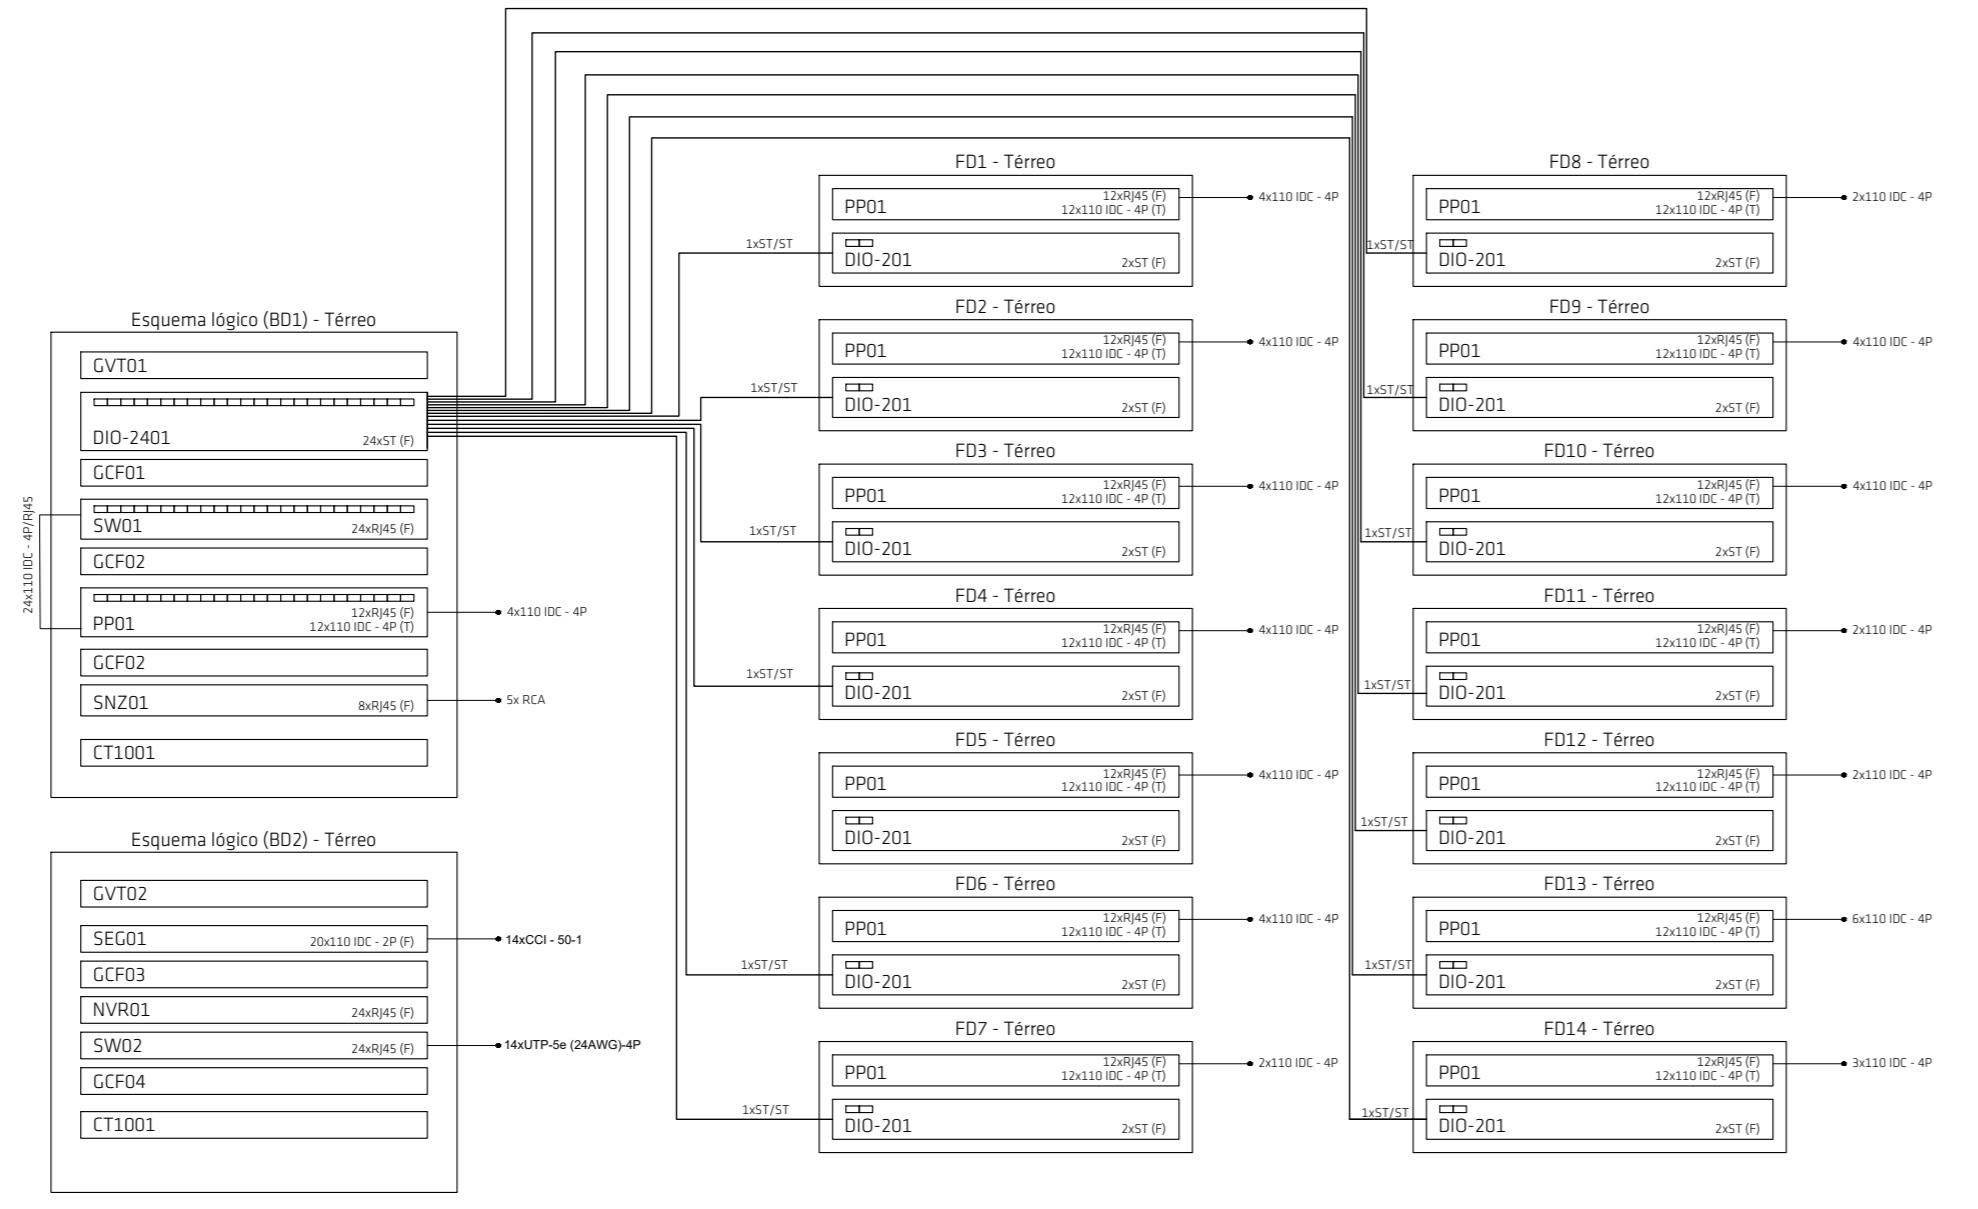 Esquema lógico (BD1) - Térreo
GVT01
DIO-2401
24xST (F)
GCF01
SW01
24xRJ45 (F)
GCF02
24x110 IDC - 4P/RJ45
PP01
12xRJ45 (F)
12x110 IDC - 4P (T)
4x110 IDC - 4P
GCF02
SNZ01
8xRJ45 (F)
5x RCA
CT1001
Esquema lógico (BD2) - Térreo
GVT02
SEG01
20x110 IDC - 2P (F)
14xCCI - 50-1
GCF03
NVR01
24xRJ45 (F)
SW02
24xRJ45 (F)
14xUTP-5e (24AWG)-4P
GCF04
CT1001
FD1 - Térreo
PP01
12xRJ45 (F)
12x110 IDC - 4P (T)
4x110 IDC - 4P
1xST/ST
DIO-201
2xST (F)
FD2 - Térreo
PP01
12xRJ45 (F)
12x110 IDC - 4P (T)
4x110 IDC - 4P
1xST/ST
DIO-201
2xST (F)
FD3 - Térreo
PP01
12xRJ45 (F)
12x110 IDC - 4P (T)
4x110 IDC - 4P
1xST/ST
DIO-201
2xST (F)
FD4 - Térreo
PP01
12xRJ45 (F)
12x110 IDC - 4P (T)
4x110 IDC - 4P
1xST/ST
DIO-201
2xST (F)
FD5 - Térreo
PP01
12xRJ45 (F)
12x110 IDC - 4P (T)
4x110 IDC - 4P
DIO-201
2xST (F)
FD6 - Térreo
PP01
12xRJ45 (F)
12x110 IDC - 4P (T)
4x110 IDC - 4P
1xST/ST
DIO-201
2xST (F)
FD7 - Térreo
PP01
12xRJ45 (F)
12x110 IDC - 4P (T)
2x110 IDC - 4P
1xST/ST
DIO-201
2xST (F)
FD8 - Térreo
PP01
12xRJ45 (F)
12x110 IDC - 4P (T)
2x110 IDC - 4P
1xST/ST
DIO-201
2xST (F)
FD9 - Térreo
PP01
12xRJ45 (F)
12x110 IDC - 4P (T)
4x110 IDC - 4P
1xST/ST
DIO-201
2xST (F)
FD10 - Térreo
PP01
12xRJ45 (F)
12x110 IDC - 4P (T)
4x110 IDC - 4P
1xST/ST
DIO-201
2xST (F)
FD11 - Térreo
PP01
12xRJ45 (F)
12x110 IDC - 4P (T)
2x110 IDC - 4P
1xST/ST
DIO-201
2xST (F)
FD12 - Térreo
PP01
12xRJ45 (F)
12x110 IDC - 4P (T)
2x110 IDC - 4P
1xST/ST
DIO-201
2xST (F)
FD13 - Térreo
PP01
12xRJ45 (F)
12x110 IDC - 4P (T)
6x110 IDC - 4P
1xST/ST
DIO-201
2xST (F)
FD14 - Térreo
PP01
12xRJ45 (F)
12x110 IDC - 4P (T)
3x110 IDC - 4P
1xST/ST
DIO-201
2xST (F)